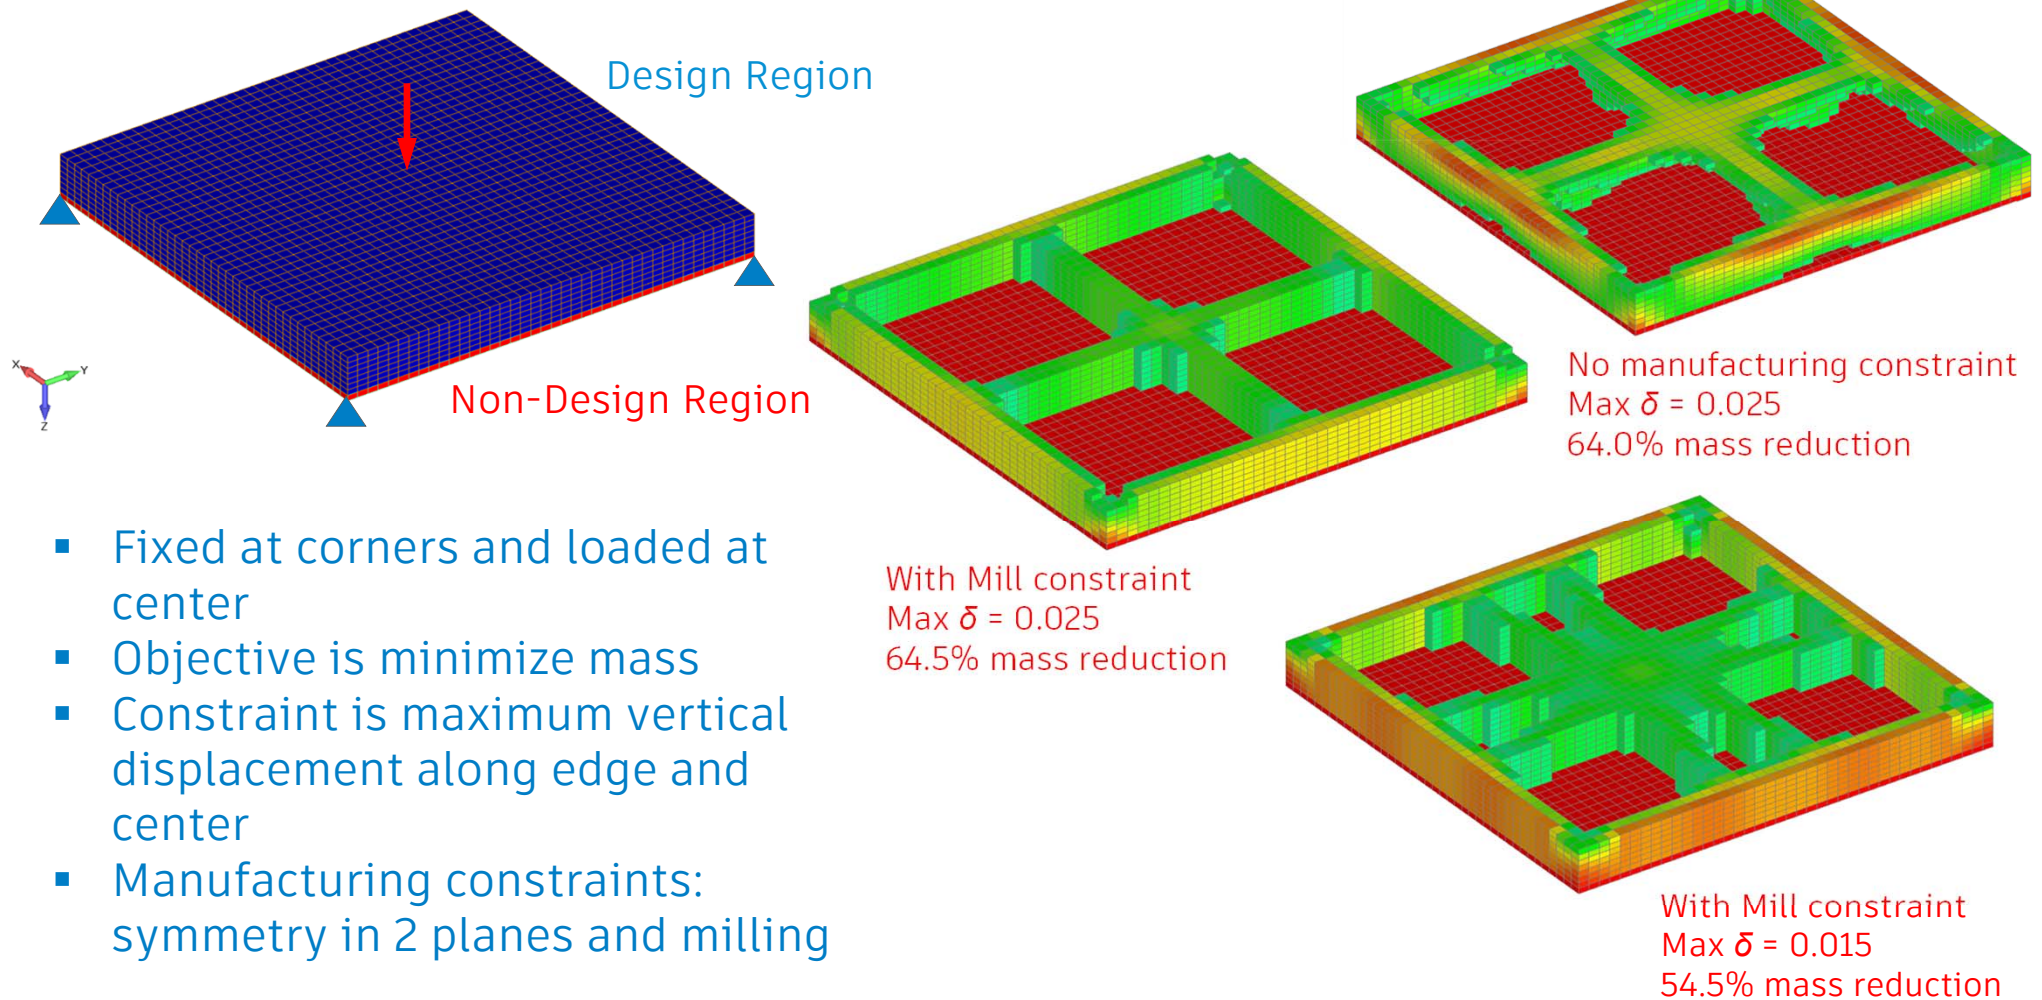 Design Region
Non-Design Region
X
Y
Z
▪ Fixed at corners and loaded at
center
▪ Objective is minimize mass
▪ Constraint is maximum vertical
displacement along edge and
center
▪ Manufacturing constraints:
symmetry in 2 planes and milling
No manufacturing constraint
Max δ = 0.025
64.0% mass reduction
With Mill constraint
Max δ = 0.025
64.5% mass reduction
With Mill constraint
Max δ = 0.015
54.5% mass reduction